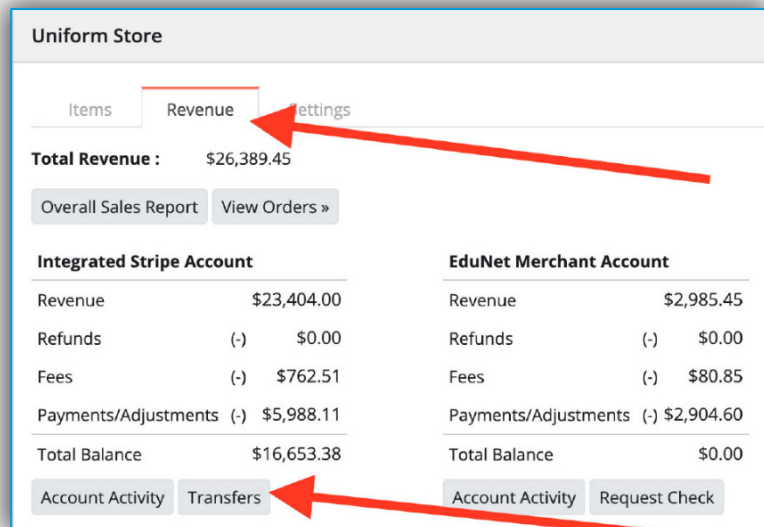 Uniform Store
Items Revenue Settings
Total Revenue : $26,389.45
Overall Sales Report View Orders »
Integrated Stripe Account
Revenue $23,404.00
Refunds (-) $0.00
Fees (-) $762.51
Payments/Adjustments (-) $5,988.11
Total Balance $16,653.38
Account Activity Transfers
EduNet Merchant Account
Revenue $2,985.45
Refunds (-) $0.00
Fees (-) $80.85
Payments/Adjustments (-) $2,904.60
Total Balance $0.00
Account Activity Request Check